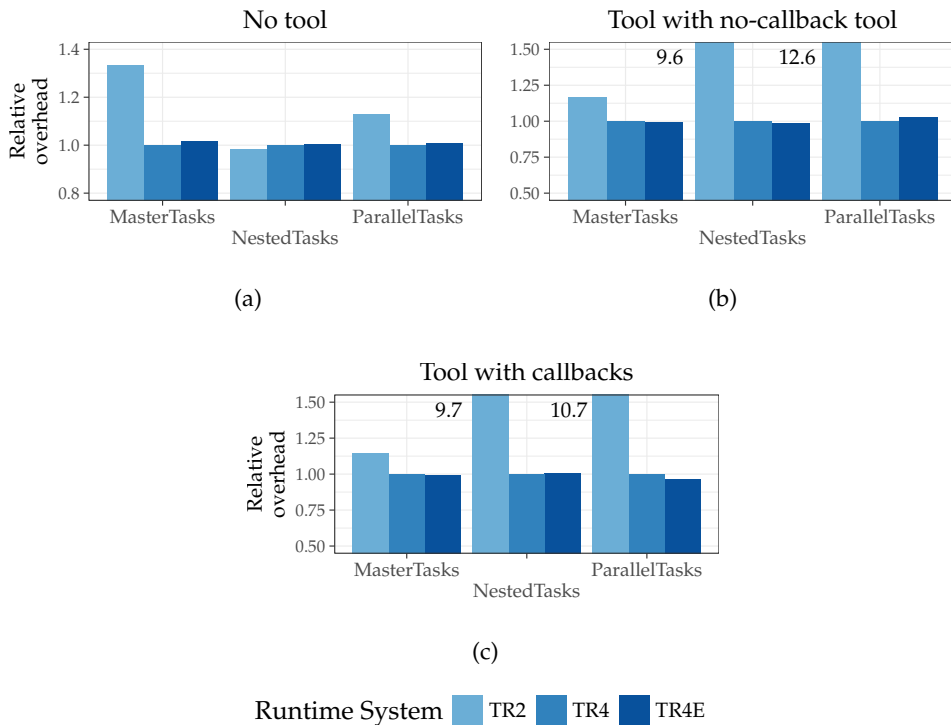 No tool
Relative
overhead
1.4
1.2
1.0
0.8
MasterTasks
NestedTasks
ParallelTasks
(a)
Tool with no-callback tool
1.50
1.25
1.00
0.75
0.50
9.6
12.6
MasterTasks
NestedTasks
ParallelTasks
(b)
Tool with callbacks
Relative
overhead
1.50
1.25
1.00
0.75
0.50
9.7
10.7
MasterTasks
NestedTasks
ParallelTasks
(c)
Runtime System TR2 TR4 TR4E